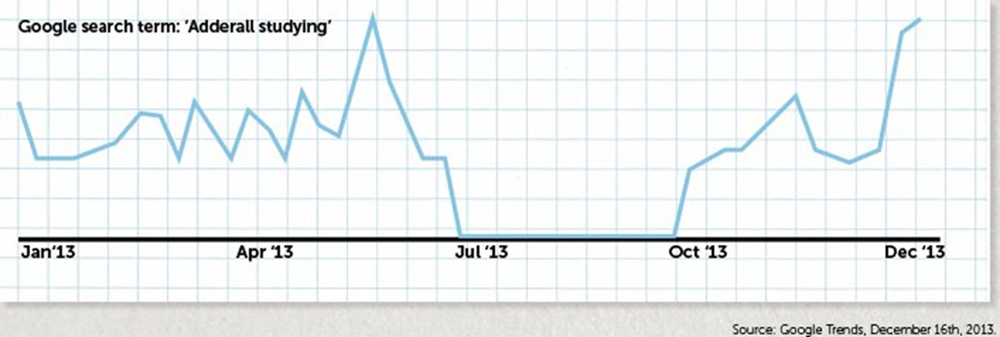 Google search term: ‘Adderall studying’
Jan‘13 Apr ‘13 Jul ‘13 Oct ‘13 Dec ‘13
Source: Google Trends, December 16th, 2013.